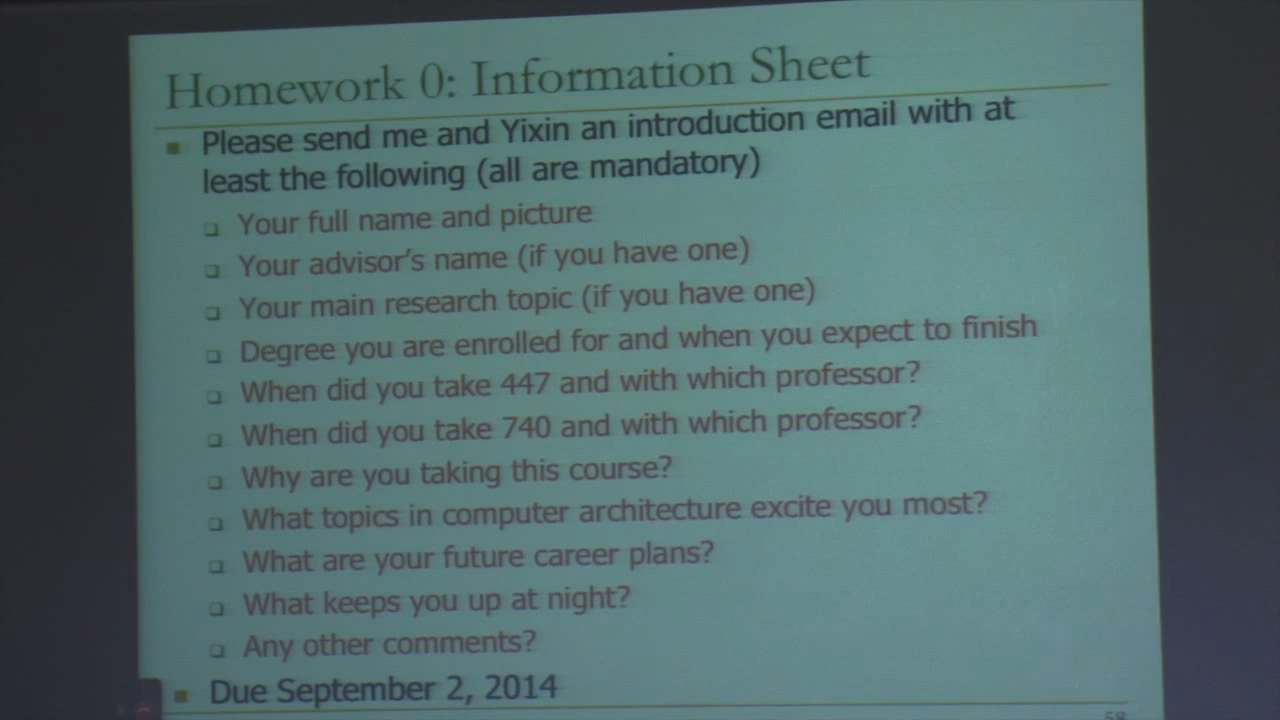 Homework 0: Information Sheet
Please send me and Yixin an introduction email with at
least the following (all are mandatory)
Your full name and picture
Your advisor's name (if you have one)
Your main research topic (if you have one)
Degree you are enrolled for and when you expect to finish
When did you take 447 and with which professor?
When did you take 740 and with which professor?
Why are you taking this course?
What topics in computer architecture excite you most?
What are your future career plans?
What keeps you up at night?
Any other comments?
Due September 2, 2014
58